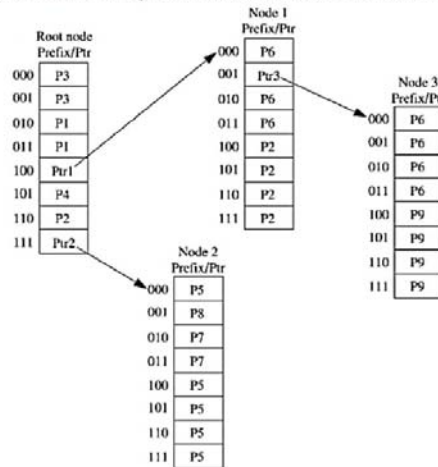 Root node
Prefix/Ptr
000 P3
001 P3
010 P1
011 P1
100 Ptr1
101 P4
110 P2
111 Ptr2
Node 1
Prefix/Ptr
000 P6
001 Ptr3
010 P6
011 P6
100 P2
101 P2
110 P2
111 P2
Node 3
Prefix/Ptr
000 P6
001 P6
010 P6
011 P6
100 P9
101 P9
110 P9
111 P9
Node 2
Prefix/Ptr
000 P5
001 P8
010 P7
011 P7
100 P5
101 P5
110 P5
111 P5